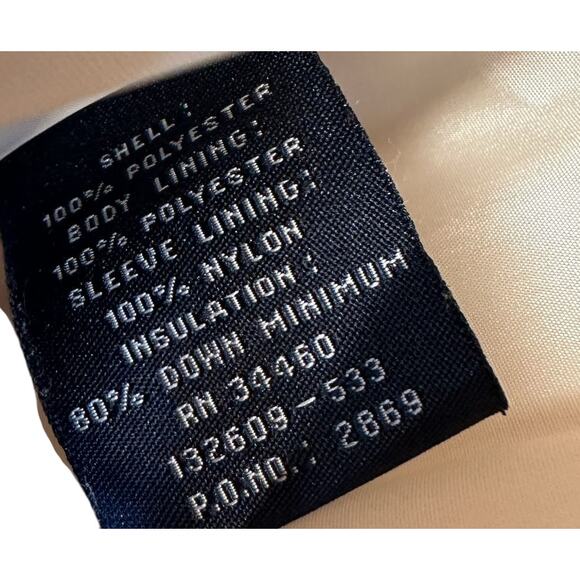 SHELL:
100% POLYESTER
BODY LINING:
100% POLYESTER
SLEEVE LINING:
100% NYLON
INSULATION:
80% DOWN MINIMUM
RN 34460
132609-533
P.O.NO.: 2869